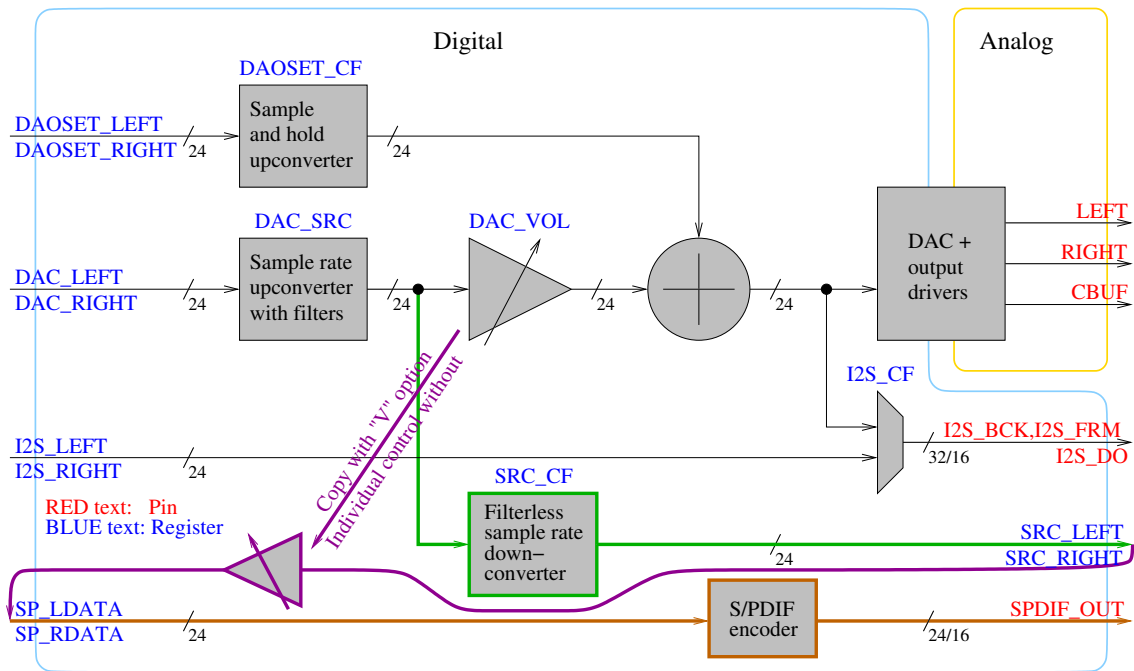 Digital
Analog
DAOSET_CF
Sample
and hold
upconverter
DAOSET_LEFT
DAOSET_RIGHT
24
24
DAC_SRC
DAC_VOL
LEFT
Sample rate
upconverter
with filters
DAC +
output
drivers
RIGHT
CBUF
DAC_LEFT
DAC_RIGHT
24
24
24
24
I2S_CF
Copy with "V" option
Individual control without
I2S_LEFT
I2S_RIGHT
24
I2S_BCK,I2S_FRM
I2S_DO
32/16
SRC_CF
RED text: Pin
BLUE text: Register
Filterless
sample rate
down−
converter
SRC_LEFT
SRC_RIGHT
24
SP_LDATA
SP_RDATA
24
S/PDIF
encoder
SPDIF_OUT
24/16